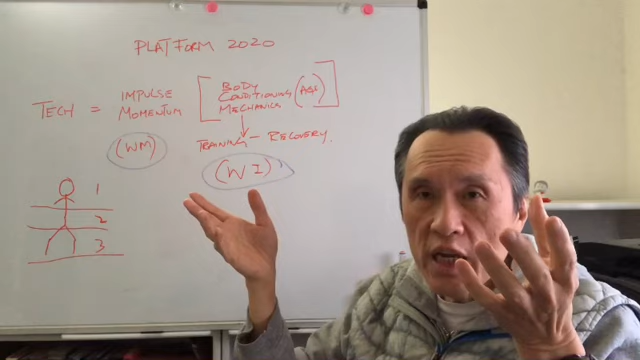 PLATFORM 2020
TECH = IMPULSE MOMENTUM [BODY CONDITIONING MECHANICS (AGE)]
(WM)
TRAINING - RECOVERY.
(WI)
1
2
3